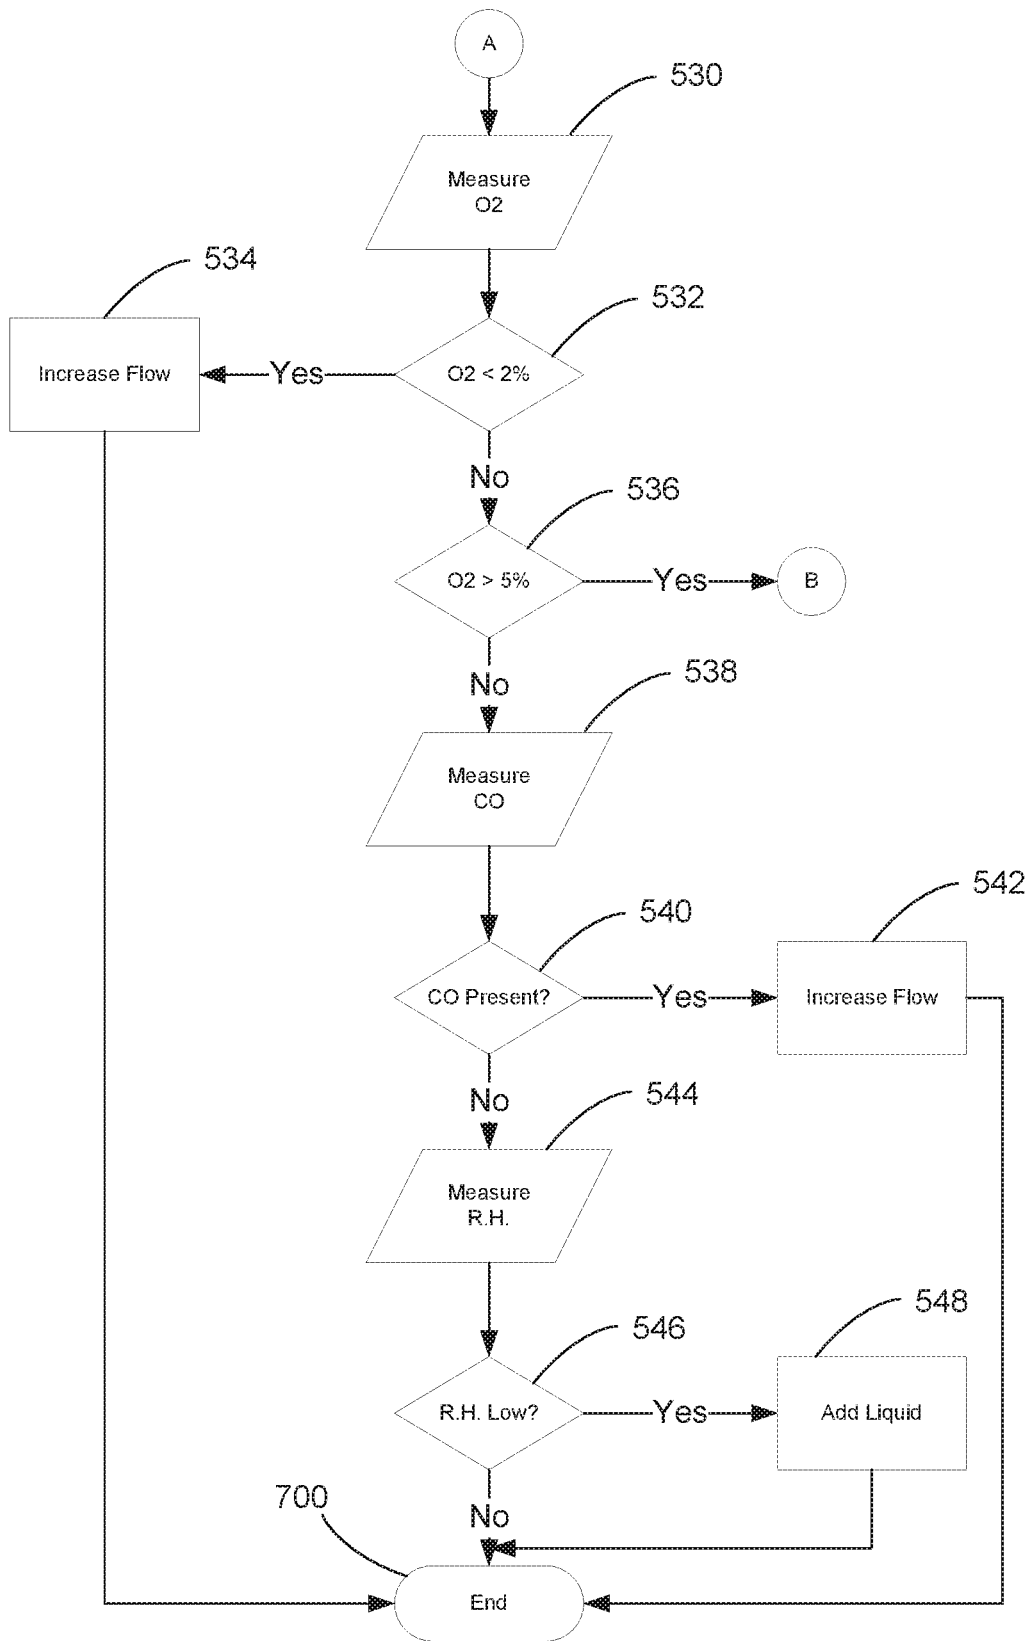 A
530
Measure
O2
534
532
Increase Flow
Yes
O2 < 2%
No
536
O2 > 5%
Yes
B
No
538
Measure
CO
542
540
CO Present?
Yes
Increase Flow
No
544
Measure
R.H.
548
546
R.H. Low?
Yes
Add Liquid
700
No
End